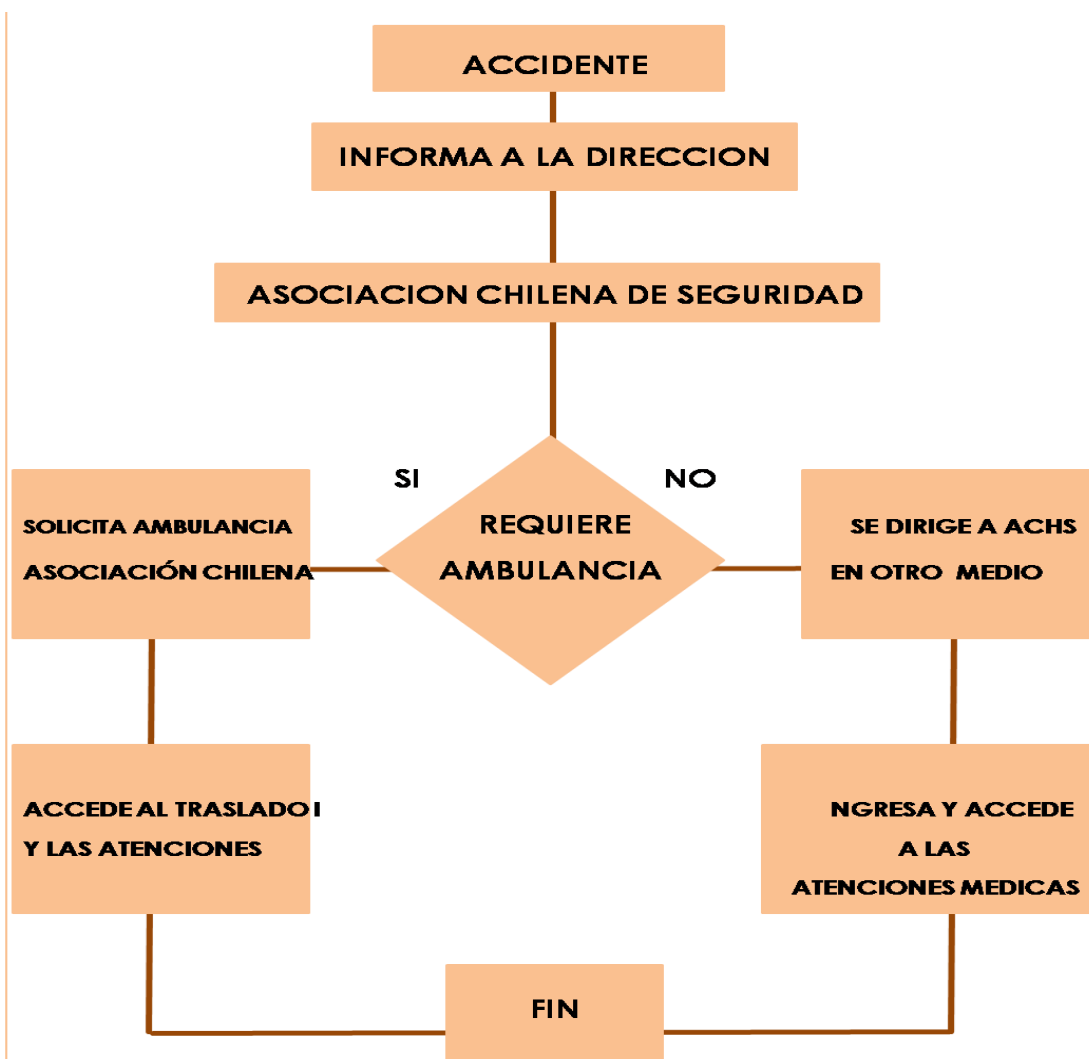 ACCIDENTE
INFORMA A LA DIRECCION
ASOCIACION CHILENA DE SEGURIDAD
SI
NO
REQUIERE
AMBULANCIA
SOLICITA AMBULANCIA
ASOCIACIÓN CHILENA
SE DIRIGE A ACHS
EN OTRO MEDIO
ACCEDE AL TRASLADO I
Y LAS ATENCIONES
NGRESA Y ACCEDE
A LAS
ATENCIONES MEDICAS
FIN